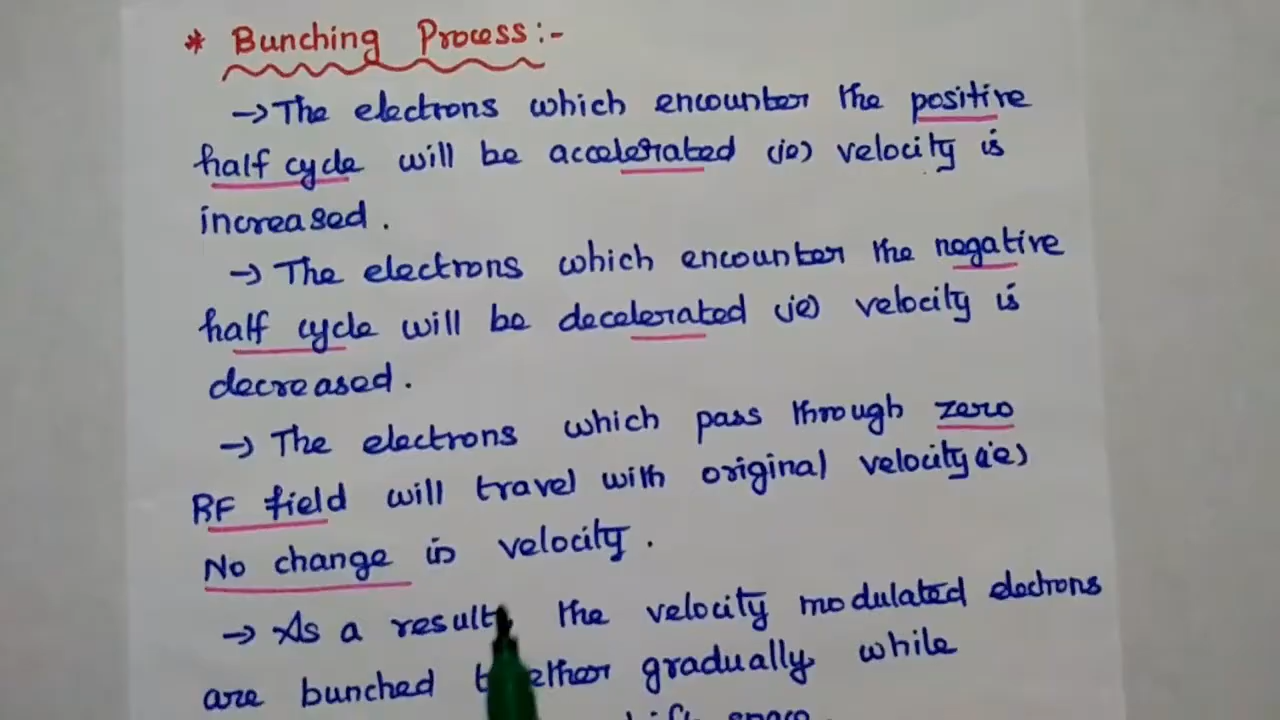 * Bunching Process:-
→ The electrons which encounter the positive
half cycle will be accelerated (ie) velocity is
increased.
→ The electrons which encounter the negative
half cycle will be decelerated (ie) velocity is
decreased.
→ The electrons which pass through zero
RF field will travel with original velocity (ie)
No change in velocity.
→ As a result, the velocity modulated electrons
are bunched together gradually while
space.